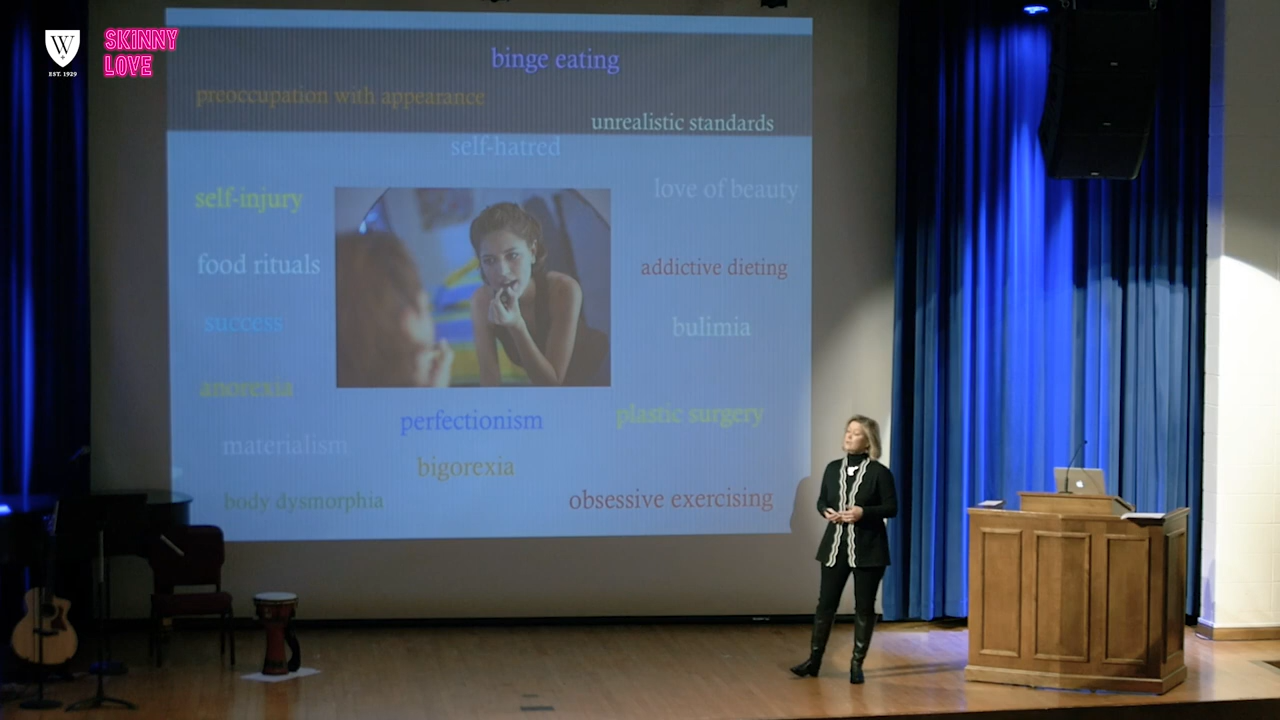 W
EST. 1929
SKINNY
LOVE
binge eating
preoccupation with appearance
unrealistic standards
self-hatred
love of beauty
self-injury
food rituals
addictive dieting
success
bulimia
anorexia
perfectionism
plastic surgery
materialism
bigorexia
body dysmorphia
obsessive exercising